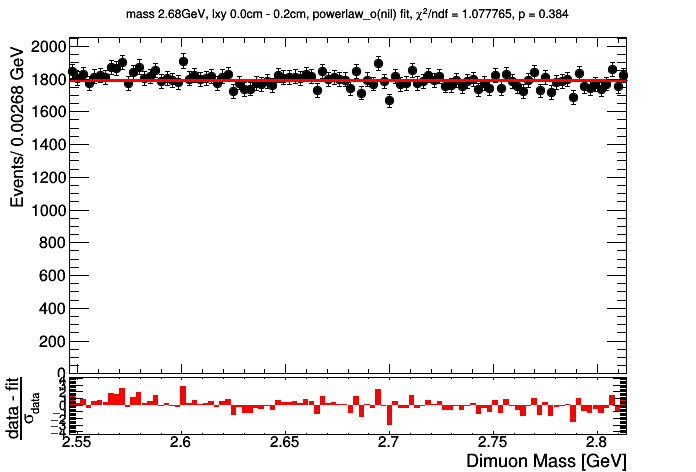 mass 2.68GeV, lxy 0.0cm - 0.2cm, powerlaw_o(nil) fit, χ²/ndf = 1.077765, p = 0.384
Events/ 0.00268 GeV
2000
1800
1600
1400
1200
1000
800
600
400
200
0
data - fit
σdata
0
2.55 2.6 2.65 2.7 2.75 2.8
Dimuon Mass [GeV]